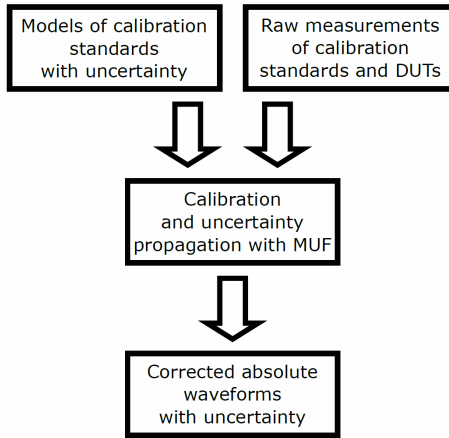 Models of calibration
standards
with uncertainty
Raw measurements
of calibration
standards and DUTs
Calibration
and uncertainty
propagation with MUF
Corrected absolute
waveforms
with uncertainty